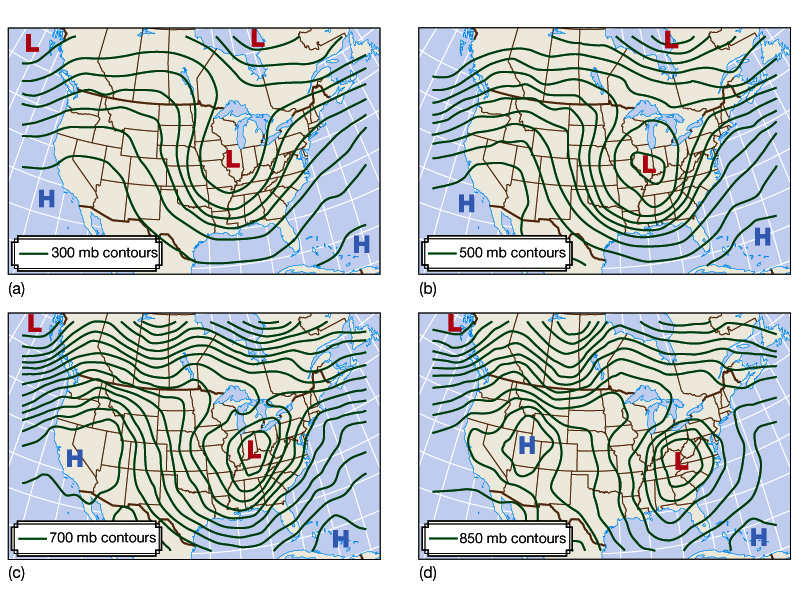 L
L
L
H
H
300 mb contours
(a)
L
L
H
H
500 mb contours
(b)
L
L
H
H
700 mb contours
(c)
L
H
L
H
850 mb contours
(d)